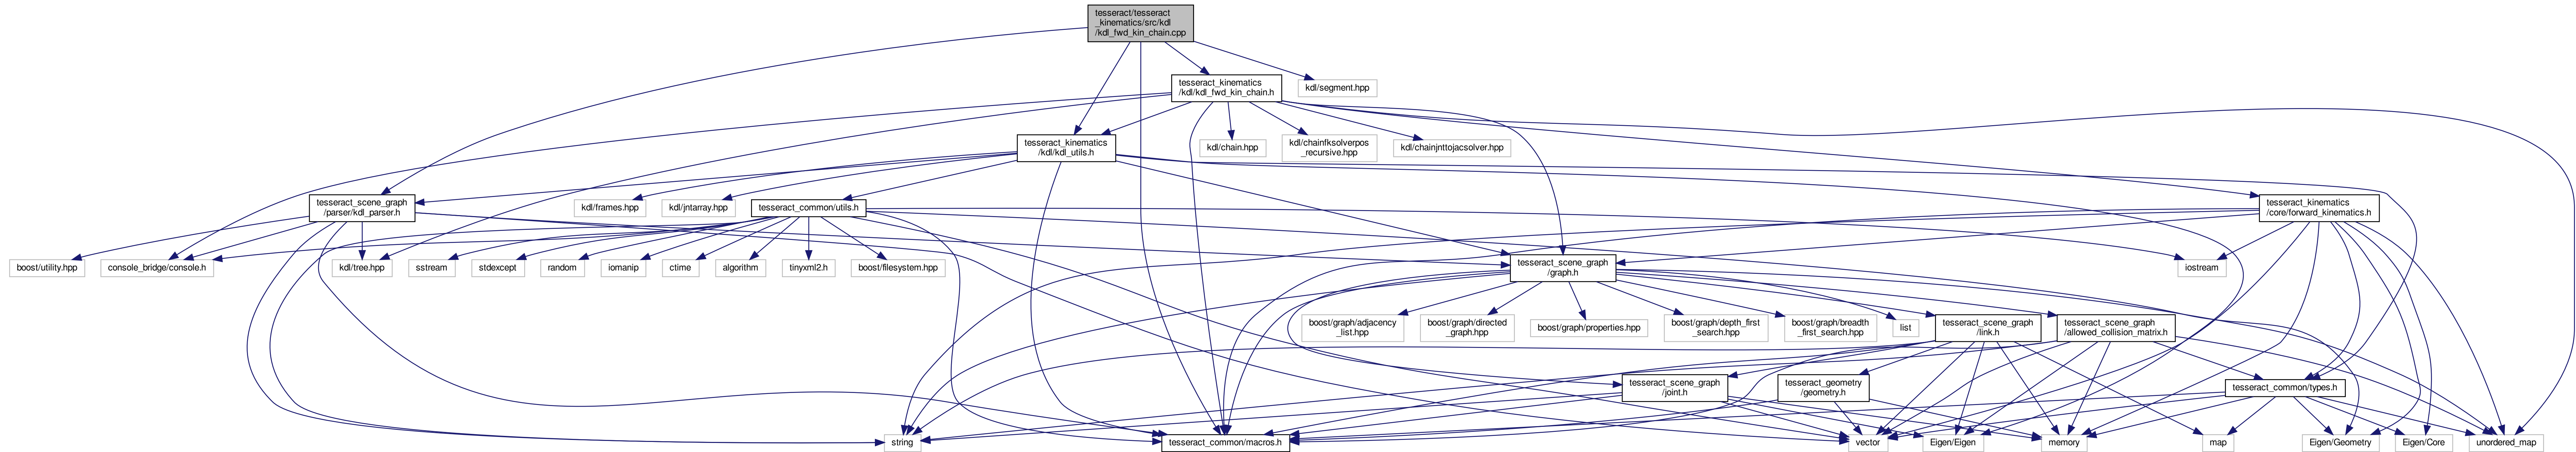 tesseract/tesseract
_kinematics/src/kdl
/kdl_fwd_kin_chain.cpp
tesseract_kinematics
/kdl/kdl_fwd_kin_chain.h
kdl/segment.hpp
tesseract_kinematics
/kdl/kdl_utils.h
kdl/chain.hpp
kdl/chainfksolverpos
_recursive.hpp
kdl/chainjnttojacsolver.hpp
tesseract_scene_graph
/parser/kdl_parser.h
kdl/frames.hpp
kdl/jntarray.hpp
tesseract_common/utils.h
tesseract_kinematics
/core/forward_kinematics.h
boost/utility.hpp
console_bridge/console.h
kdl/tree.hpp
sstream
stdexcept
random
iomanip
ctime
algorithm
tinyxml2.h
boost/filesystem.hpp
tesseract_scene_graph
/graph.h
iostream
boost/graph/adjacency
_list.hpp
boost/graph/directed
_graph.hpp
boost/graph/properties.hpp
boost/graph/depth_first
_search.hpp
boost/graph/breadth
_first_search.hpp
list
tesseract_scene_graph
/link.h
tesseract_scene_graph
/allowed_collision_matrix.h
tesseract_scene_graph
/joint.h
tesseract_geometry
/geometry.h
tesseract_common/types.h
string
tesseract_common/macros.h
vector
Eigen/Eigen
memory
map
Eigen/Geometry
Eigen/Core
unordered_map